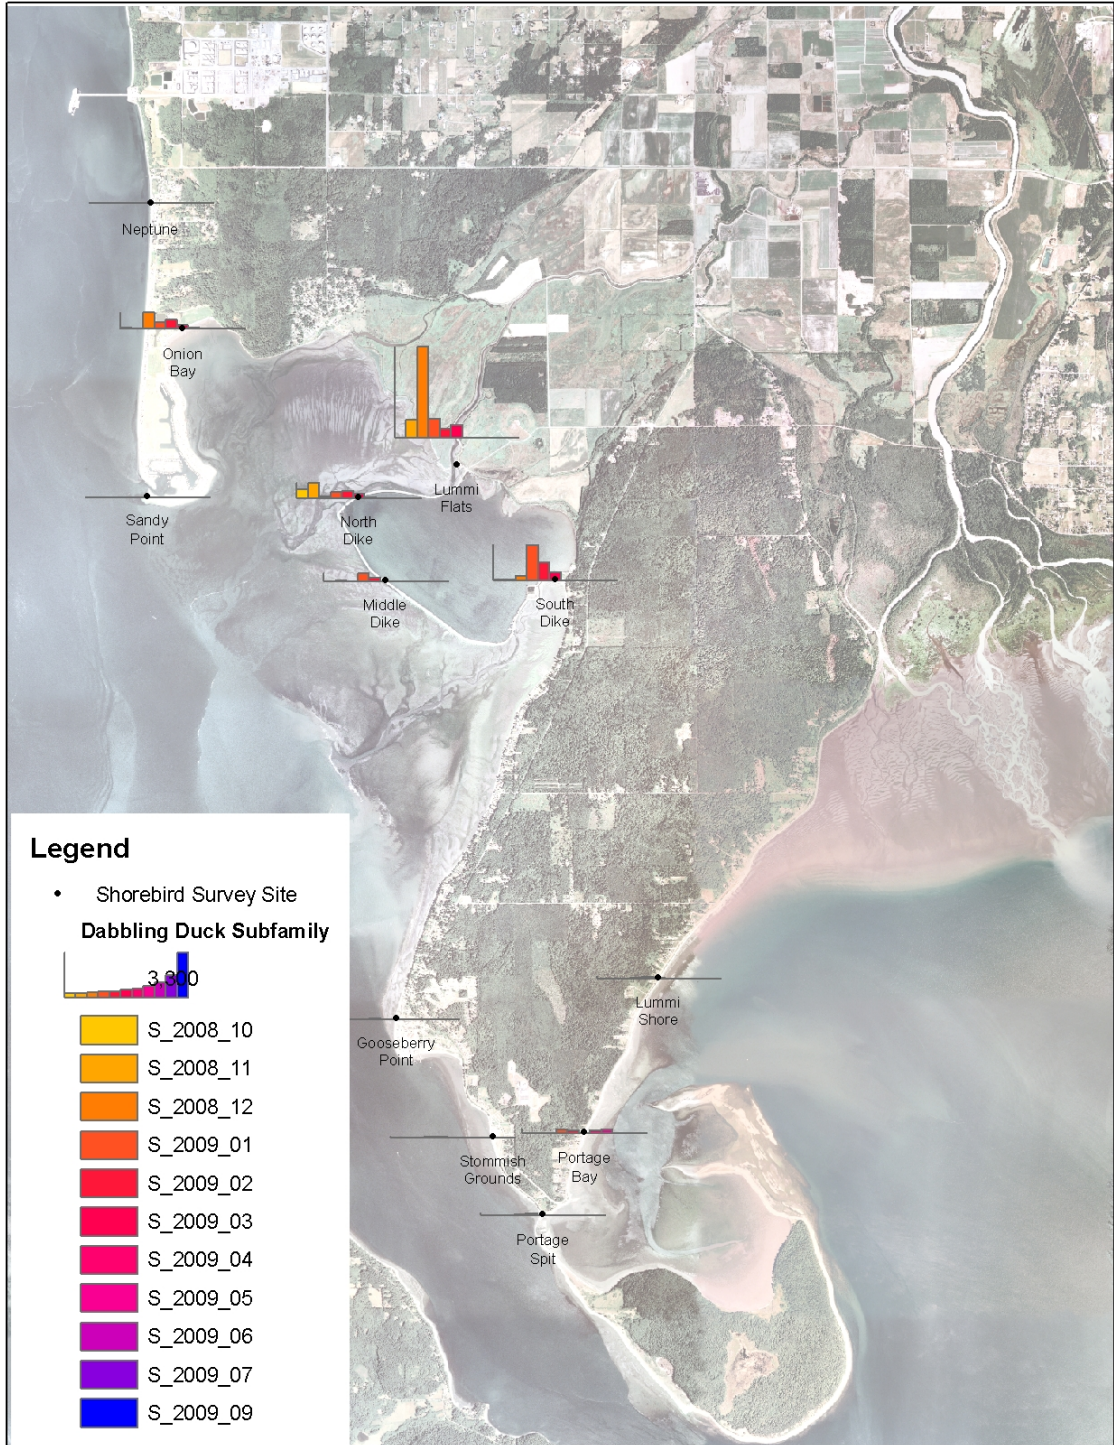 Neptune
Onion
Bay
Lummi
Flats
Sandy
Point
North
Dike
Middle
Dike
South
Dike
Legend
Shorebird Survey Site
Dabbling Duck Subfamily
3,300
S_2008_10
S_2008_11
S_2008_12
S_2009_01
S_2009_02
S_2009_03
S_2009_04
S_2009_05
S_2009_06
S_2009_07
S_2009_09
Lummi
Shore
Gooseberry
Point
Stommish
Grounds
Portage
Bay
Portage
Spit